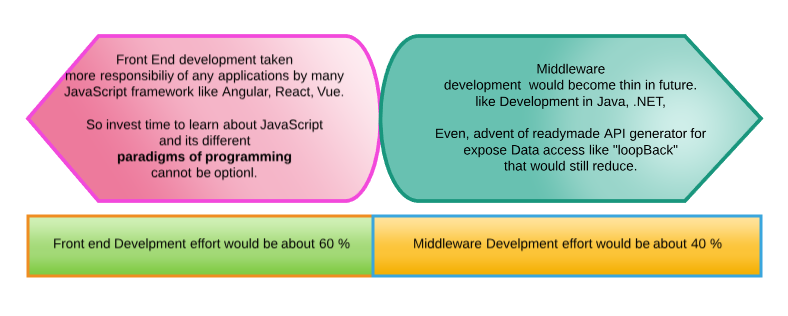 Front End development taken
more responsibiliy of any applications by many
JavaScript framework like Angular, React, Vue.
So invest time to learn about JavaScript
and its different
paradigms of programming
cannot be optionl.
Middleware
development would become thin in future.
like Development in Java, .NET,
Even, advent of readymade API generator for
expose Data access like "loopBack"
that would still reduce.
Front end Develpment effort would be about 60 %
Middleware Develpment effort would be about 40 %